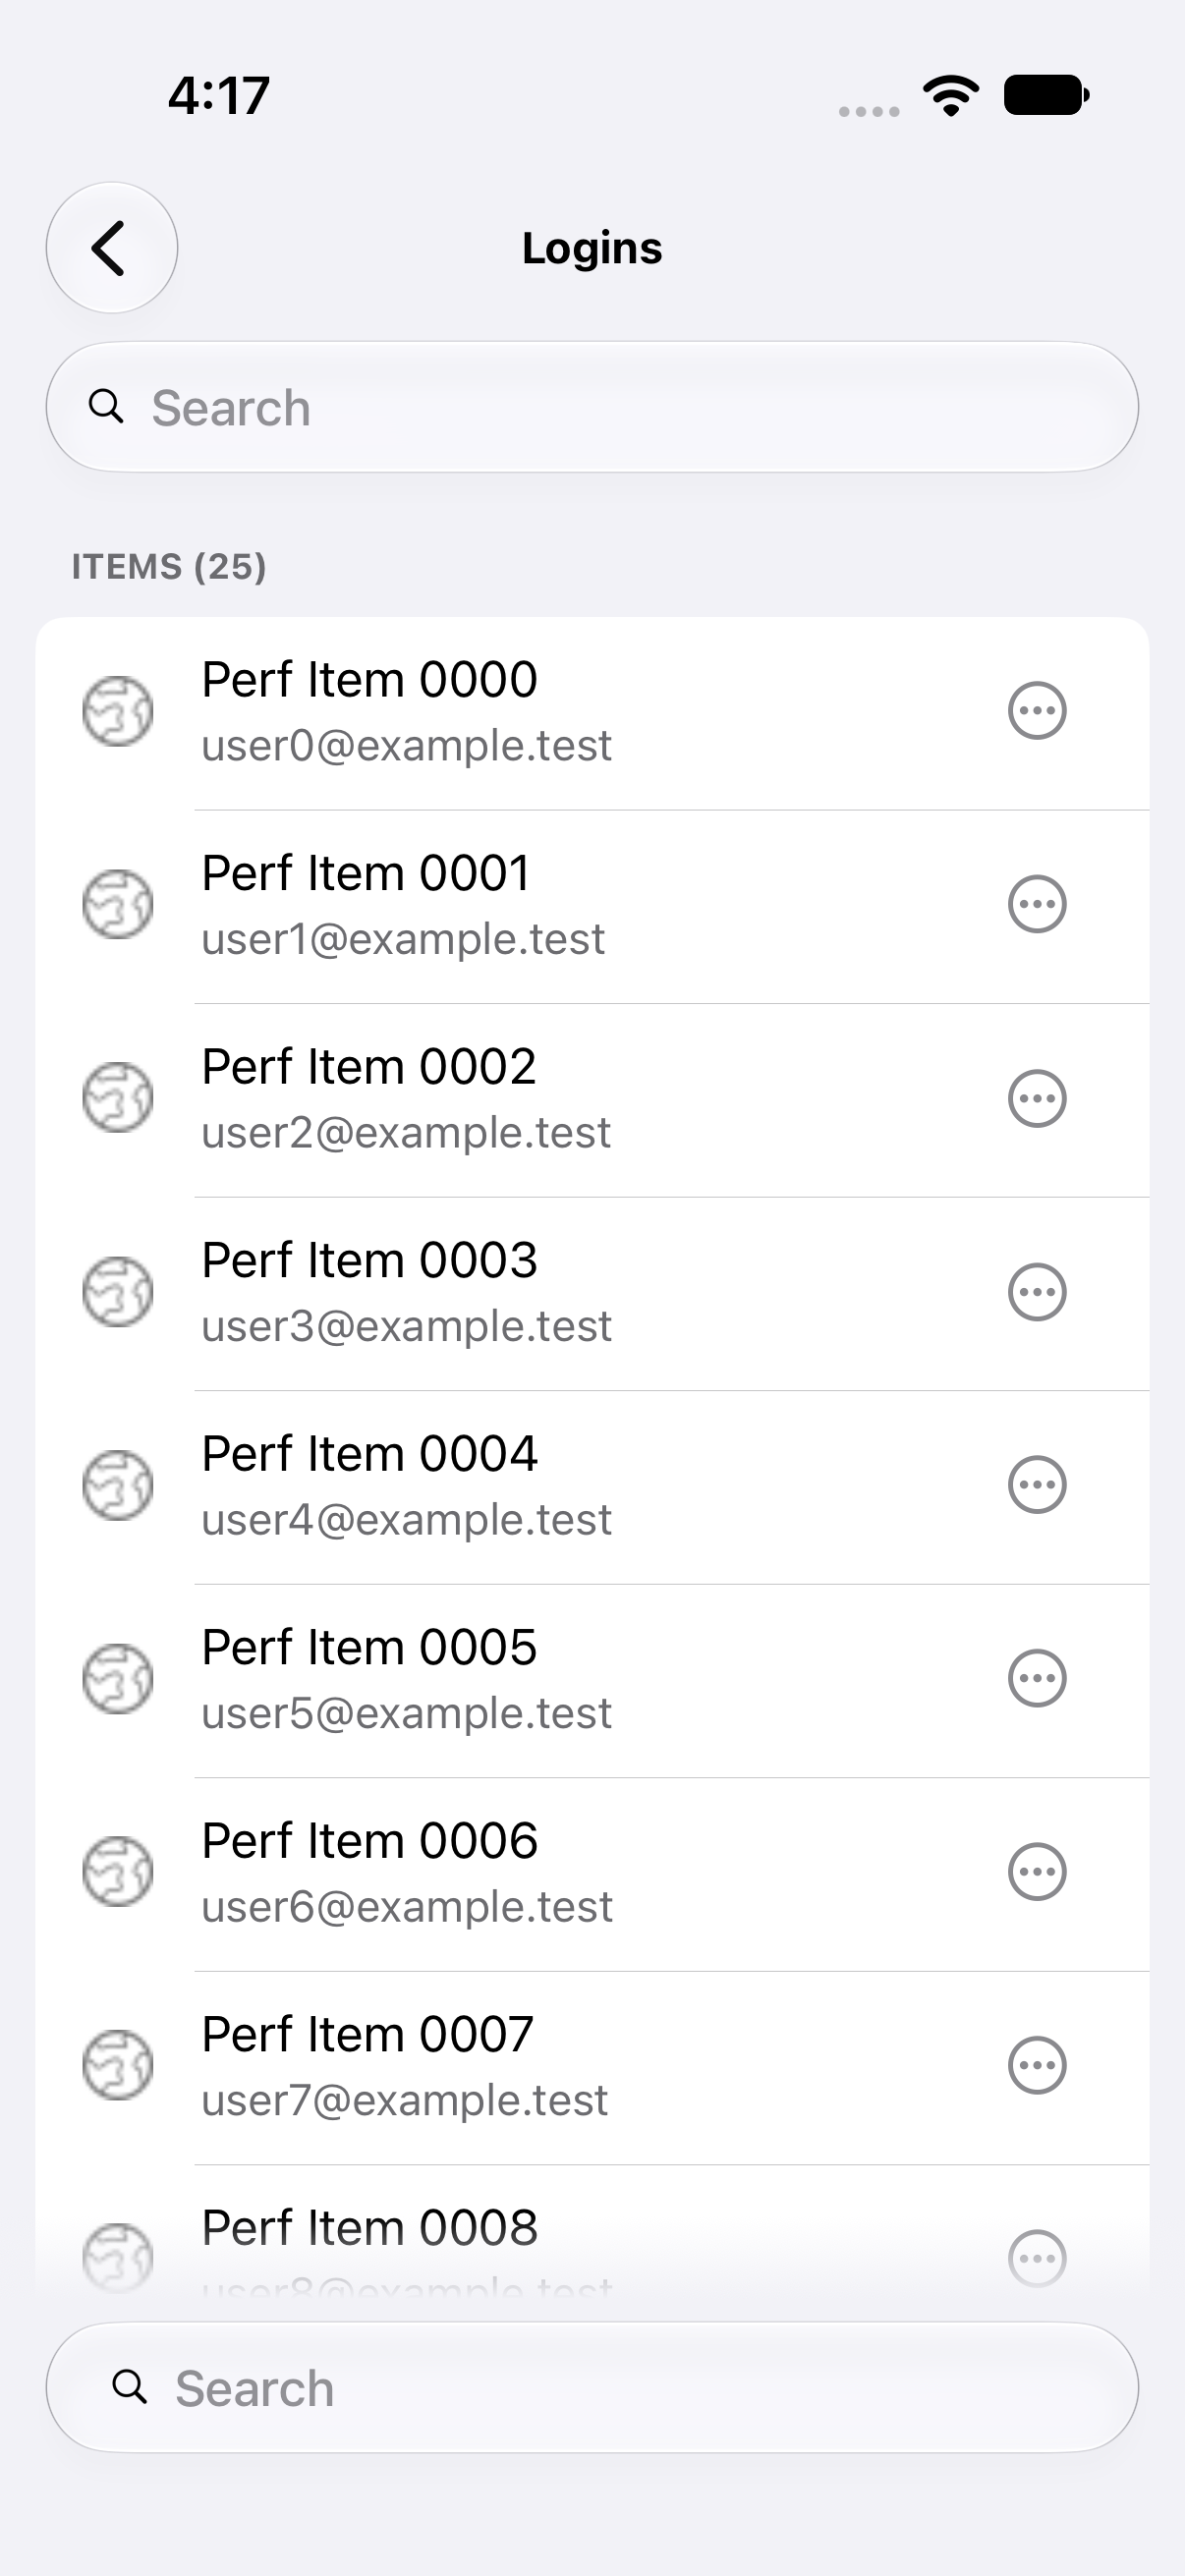 4:17
Logins
Search
ITEMS (25)
Perf Item 0000
user0@example.test
Perf Item 0001
user1@example.test
Perf Item 0002
user2@example.test
Perf Item 0003
user3@example.test
Perf Item 0004
user4@example.test
Perf Item 0005
user5@example.test
Perf Item 0006
user6@example.test
Perf Item 0007
user7@example.test
Perf Item 0008
user8@example.test
Search